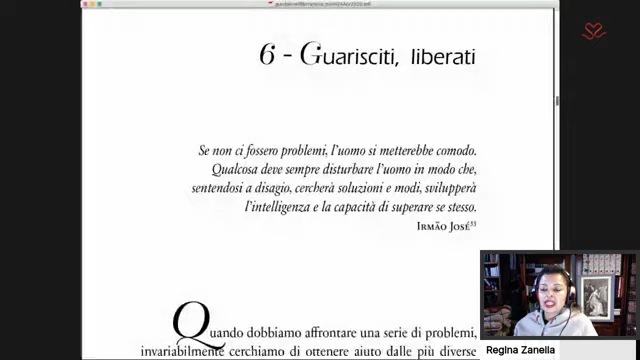 6 - Guarisciti, liberati
Se non ci fossero problemi, l'uomo si metterebbe comodo.
Qualcosa deve sempre disturbare l'uomo in modo che,
sentendosi a disagio, cercherà soluzioni e modi, svilupperà
l'intelligenza e la capacità di superare se stesso.
Irmão José³³
Quando dobbiamo affrontare una serie di problemi,
invariabilmente cerchiamo di ottenere aiuto dalle più diverse
Regina Zanella